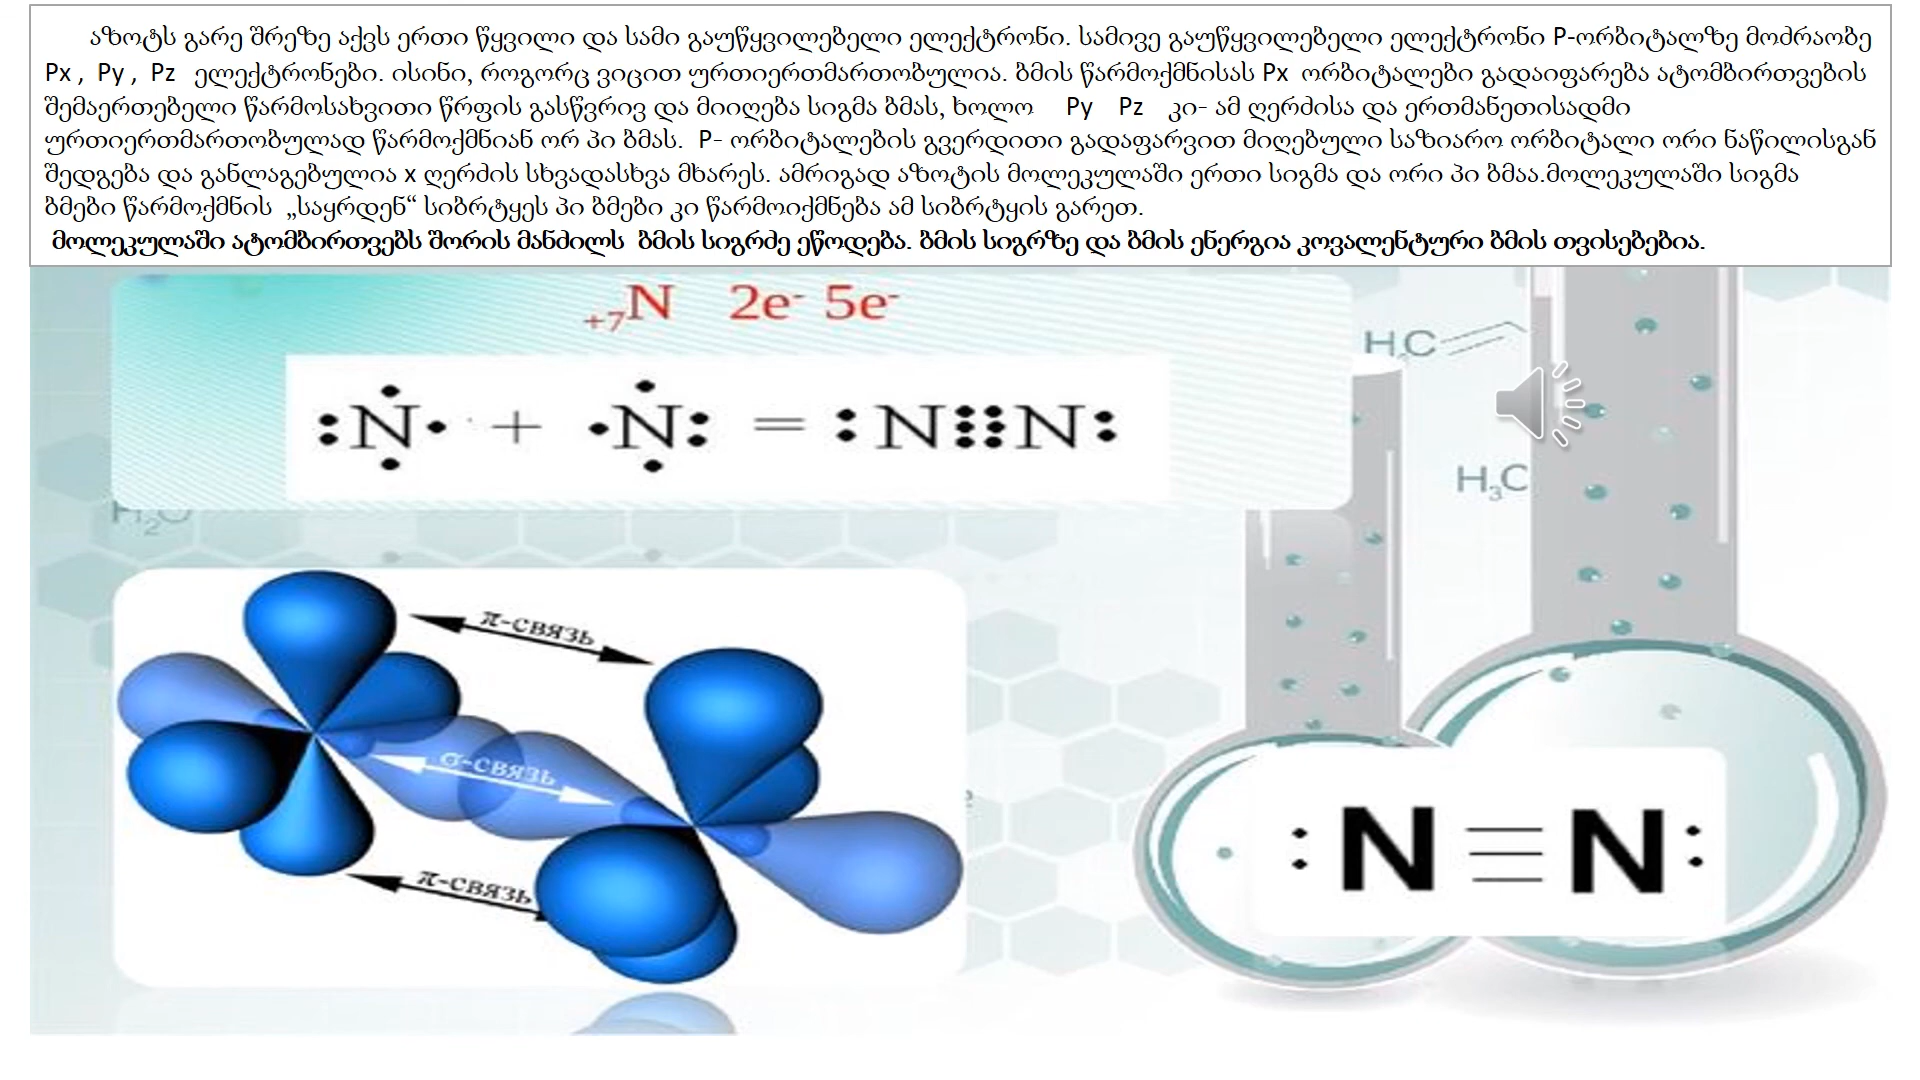 აზოტს გარე შრეზე აქვს ერთი წყვილი და სამი გაუწყვილებელი ელექტრონი. სამივე გაუწყვილებელი ელექტრონი P-ორბიტალზე მოძრაობე
Px , Py , Pz ელექტრონები. ისინი, როგორც ვიცით ურთიერთმართობულია. ბმის წარმოქმნისას Px ორბიტალები გადაიფარება ატომბირთვების
შემაერთებელი წარმოსახვითი წრფის გასწვრივ და მიიღება სიგმა ბმას, ხოლო Py Pz კი- ამ ღერძისა და ერთმანეთისადმი
ურთიერთმართობულად წარმოქმნიან ორ პი ბმას. P- ორბიტალების გვერდითი გადაფარვით მიღებული საზიარო ორბიტალი ორი ნაწილისგან
შედგება და განლაგებულია x ღერძის სხვადასხვა მხარეს. ამრიგად აზოტის მოლეკულაში ერთი სიგმა და ორი პი ბმაა.მოლეკულაში სიგმა
ბმები წარმოქმნის „საყრდენ“ სიბრტყეს პი ბმები კი წარმოიქმნება ამ სიბრტყის გარეთ.
მოლეკულაში ატომბირთვებს შორის მანძილს ბმის სიგრძე ეწოდება. ბმის სიგრზე და ბმის ენერგია კოვალენტური ბმის თვისებებია.
+7N 2e- 5e-
H2C
:N· + ·N: = :N⋮⋮N:
H3C
H2O
π-связь
σ-связь
π-связь
:N≡N: